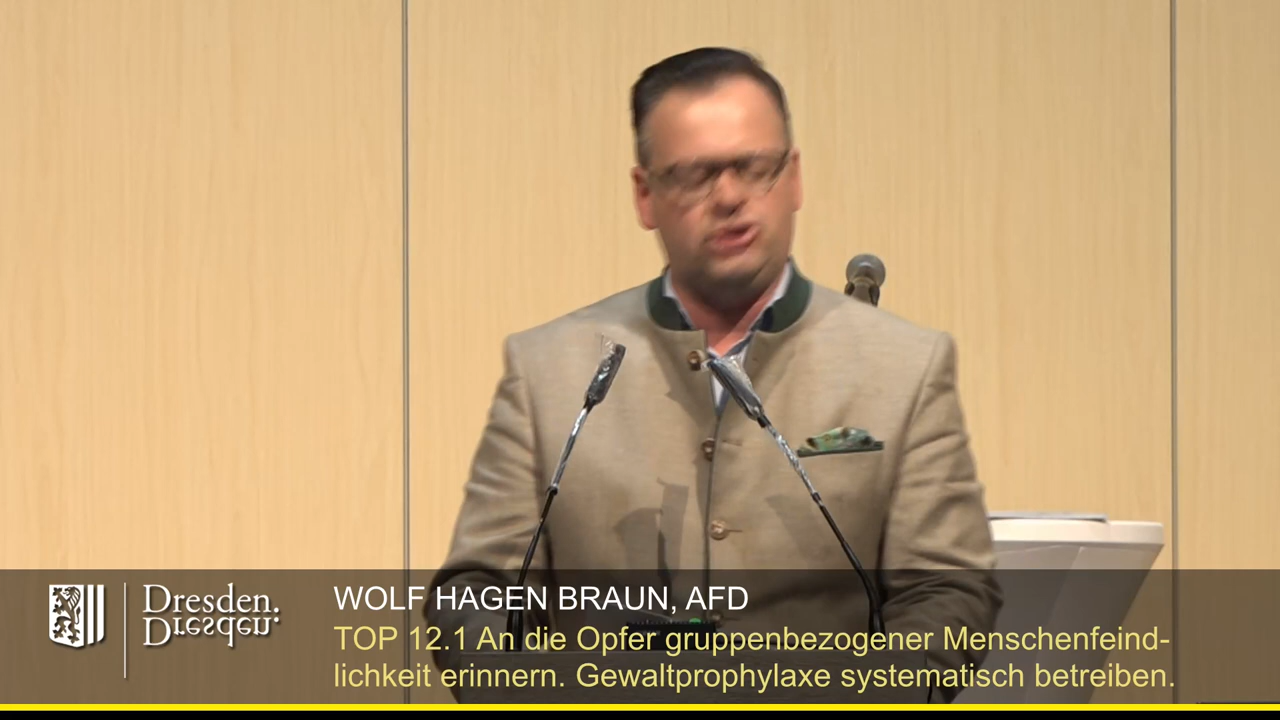 Dresden.
Dresden.
WOLF HAGEN BRAUN, AFD
TOP 12.1 An die Opfer gruppenbezogener Menschenfeind-
lichkeit erinnern. Gewaltprophylaxe systematisch betreiben.